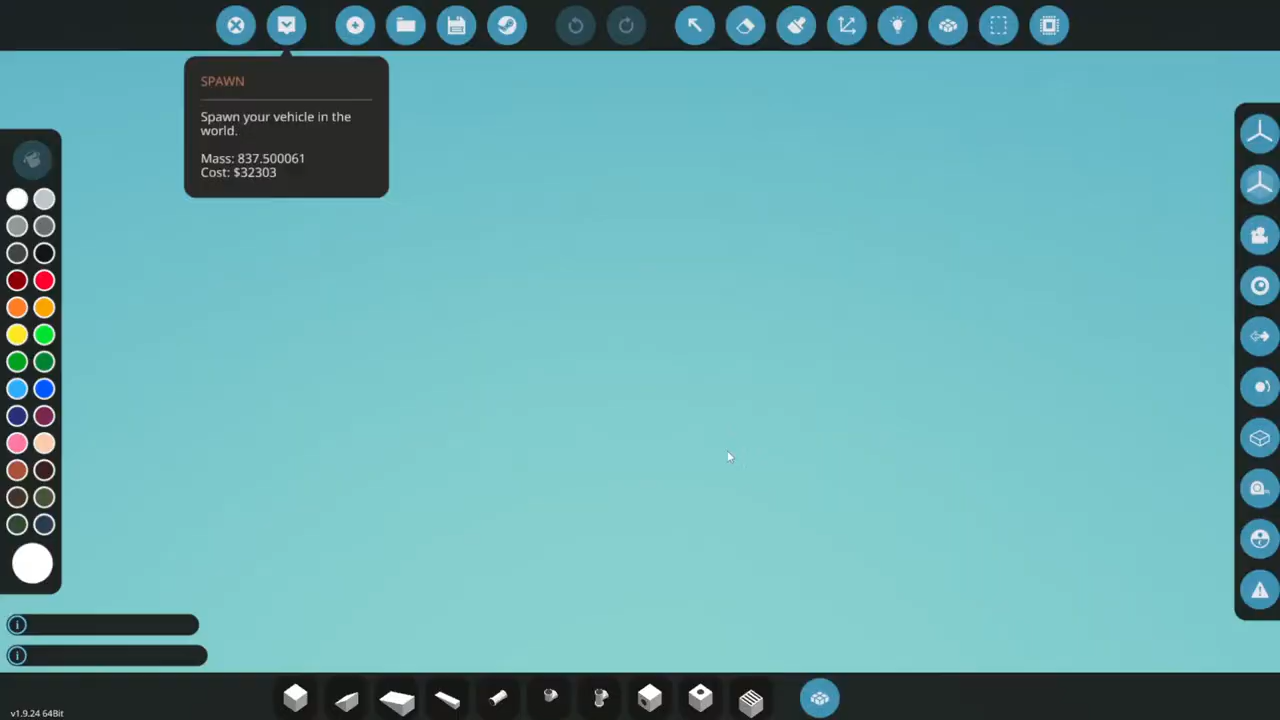 SPAWN
Spawn your vehicle in the
world.
Mass: 837.500061
Cost: $32303
v1.9.24 64Bit